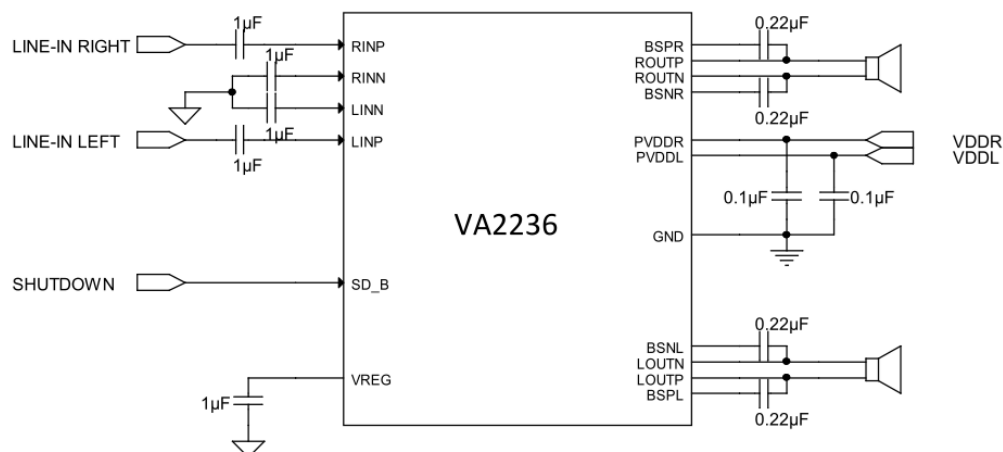 1µF
0.22µF
LINE-IN RIGHT
RINP
BSPR
1µF
ROUTP
RINN
ROUTN
LINN
BSNR
1µF
0.22µF
LINE-IN LEFT
LINP
PVDDR
VDDR
1µF
PVDDL
VDDL
0.1µF
0.1µF
VA2236
GND
SHUTDOWN
SD_B
0.22µF
BSNL
LOUTN
VREG
LOUTP
1µF
BSPL
0.22µF